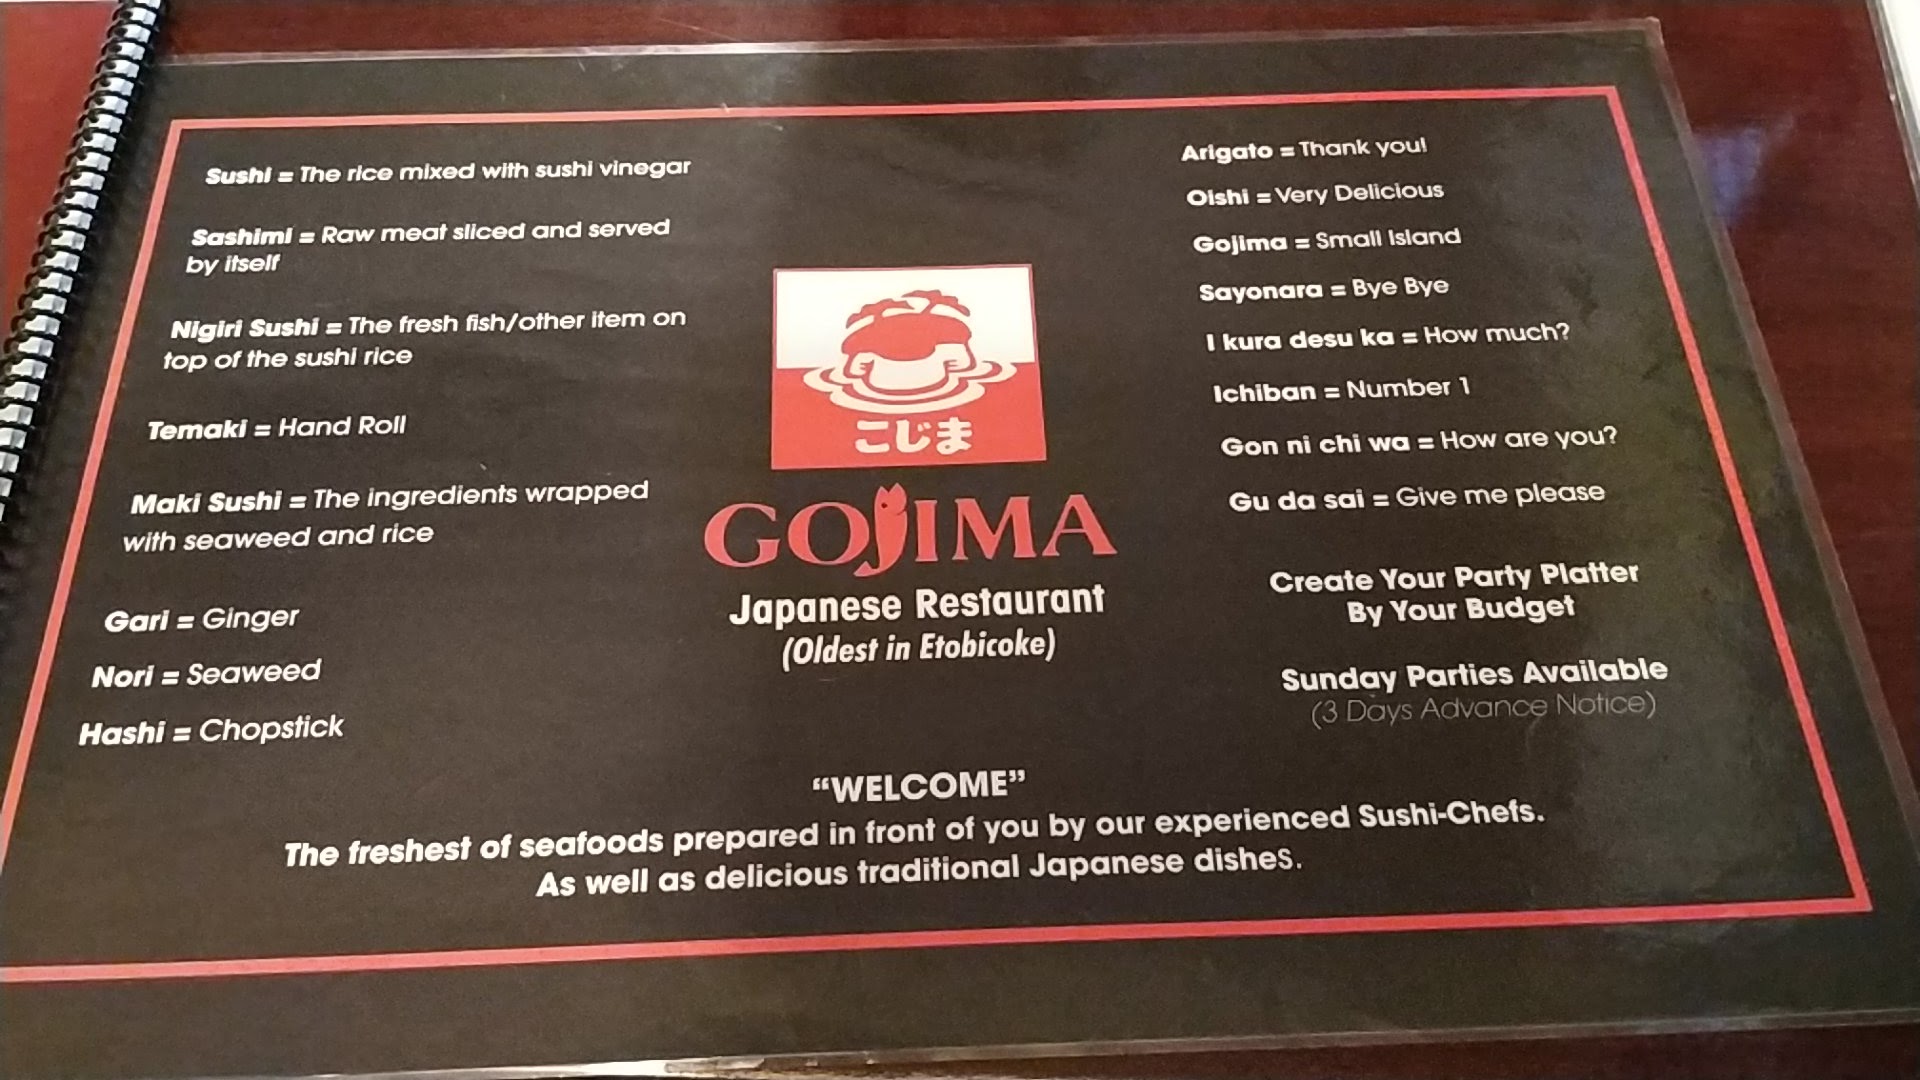 Sushi = The rice mixed with sushi vinegar
Sashimi = Raw meat sliced and served
by itself
Nigiri Sushi = The fresh fish/other item on
top of the sushi rice
Temaki = Hand Roll
Maki Sushi = The ingredients wrapped
with seaweed and rice
Gari = Ginger
Nori = Seaweed
Hashi = Chopstick
こじま
GOJIMA
Japanese Restaurant
(Oldest in Etobicoke)
Arigato = Thank you!
Oishi = Very Delicious
Gojima = Small Island
Sayonara = Bye Bye
I kura desu ka = How much?
Ichiban = Number 1
Gon ni chi wa = How are you?
Gu da sai = Give me please
Create Your Party Platter
By Your Budget
Sunday Parties Available
(3 Days Advance Notice)
“WELCOME”
The freshest of seafoods prepared in front of you by our experienced Sushi-Chefs.
As well as delicious traditional Japanese dishes.